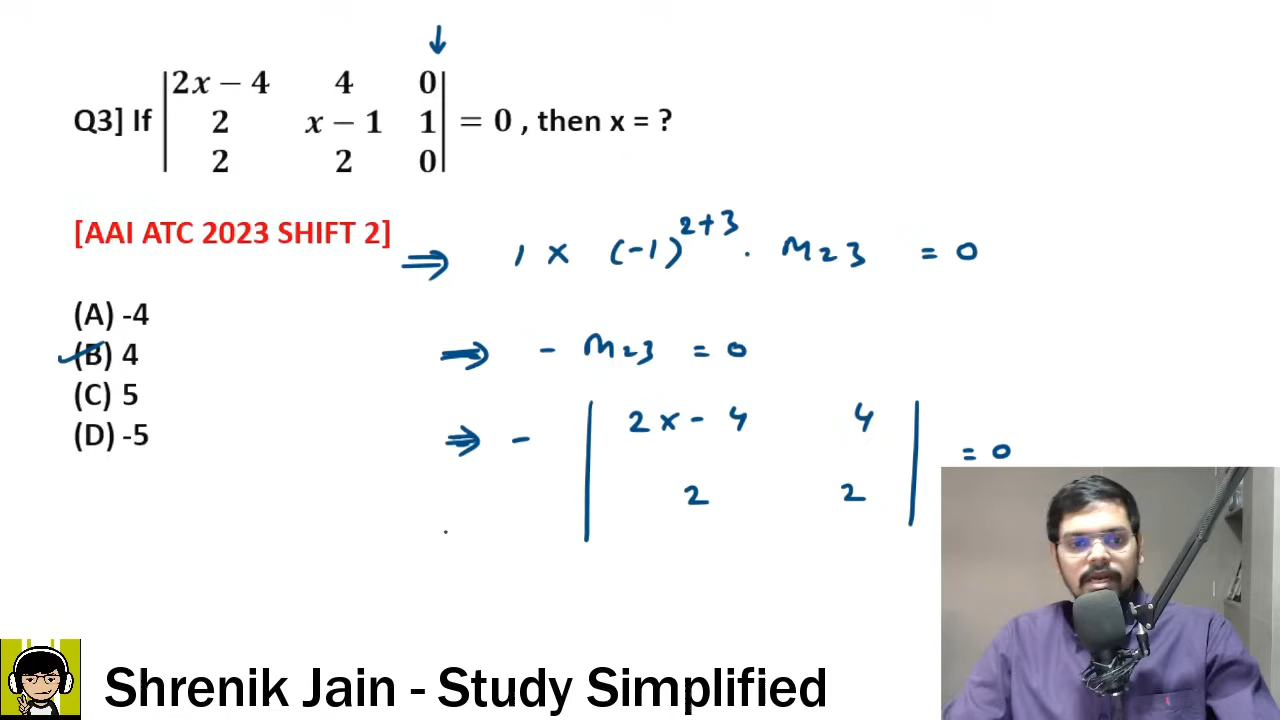 Q3] If |2x − 4 4 0|
|2 x − 1 1| = 0 , then x = ?
|2 2 0|
[AAI ATC 2023 SHIFT 2]
⇒ 1 × (-1)^2+3 . M23 = 0
(A) -4
(B) 4
⇒ - M23 = 0
(C) 5
(D) -5
⇒ - |2x - 4 4| = 0
|2 2|
Shrenik Jain - Study Simplified